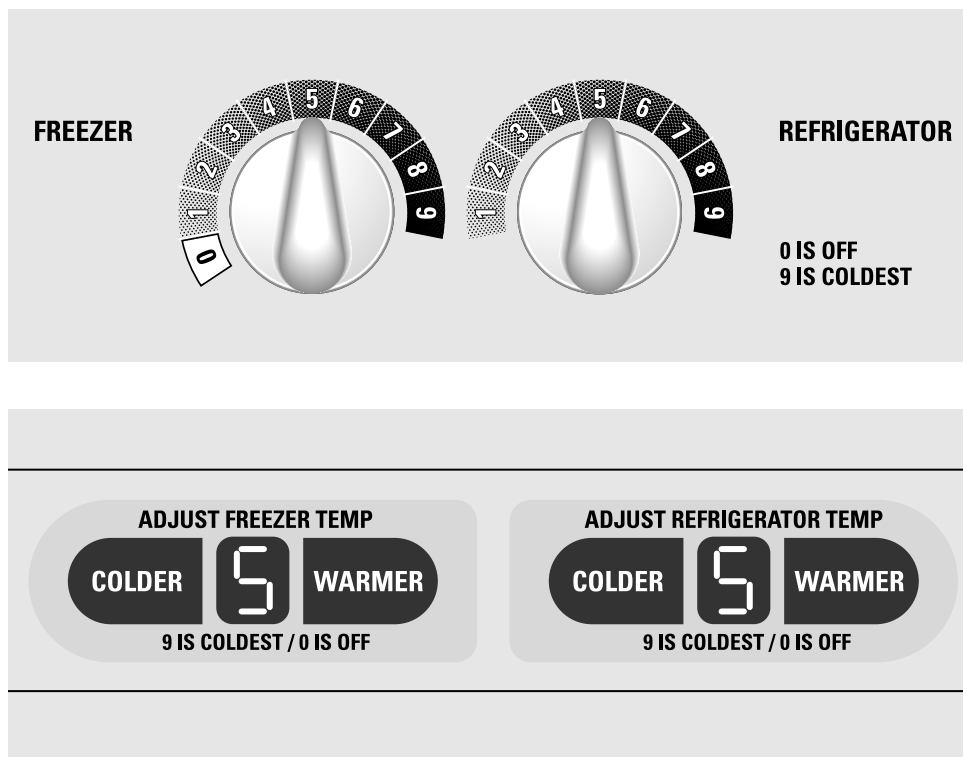 FREEZER
0 1 2 3 4 5 6 7 8 9
1 2 3 4 5 6 7 8 9
REFRIGERATOR
0 IS OFF
9 IS COLDEST
ADJUST FREEZER TEMP
COLDER 5 WARMER
9 IS COLDEST / 0 IS OFF
ADJUST REFRIGERATOR TEMP
COLDER 5 WARMER
9 IS COLDEST / 0 IS OFF